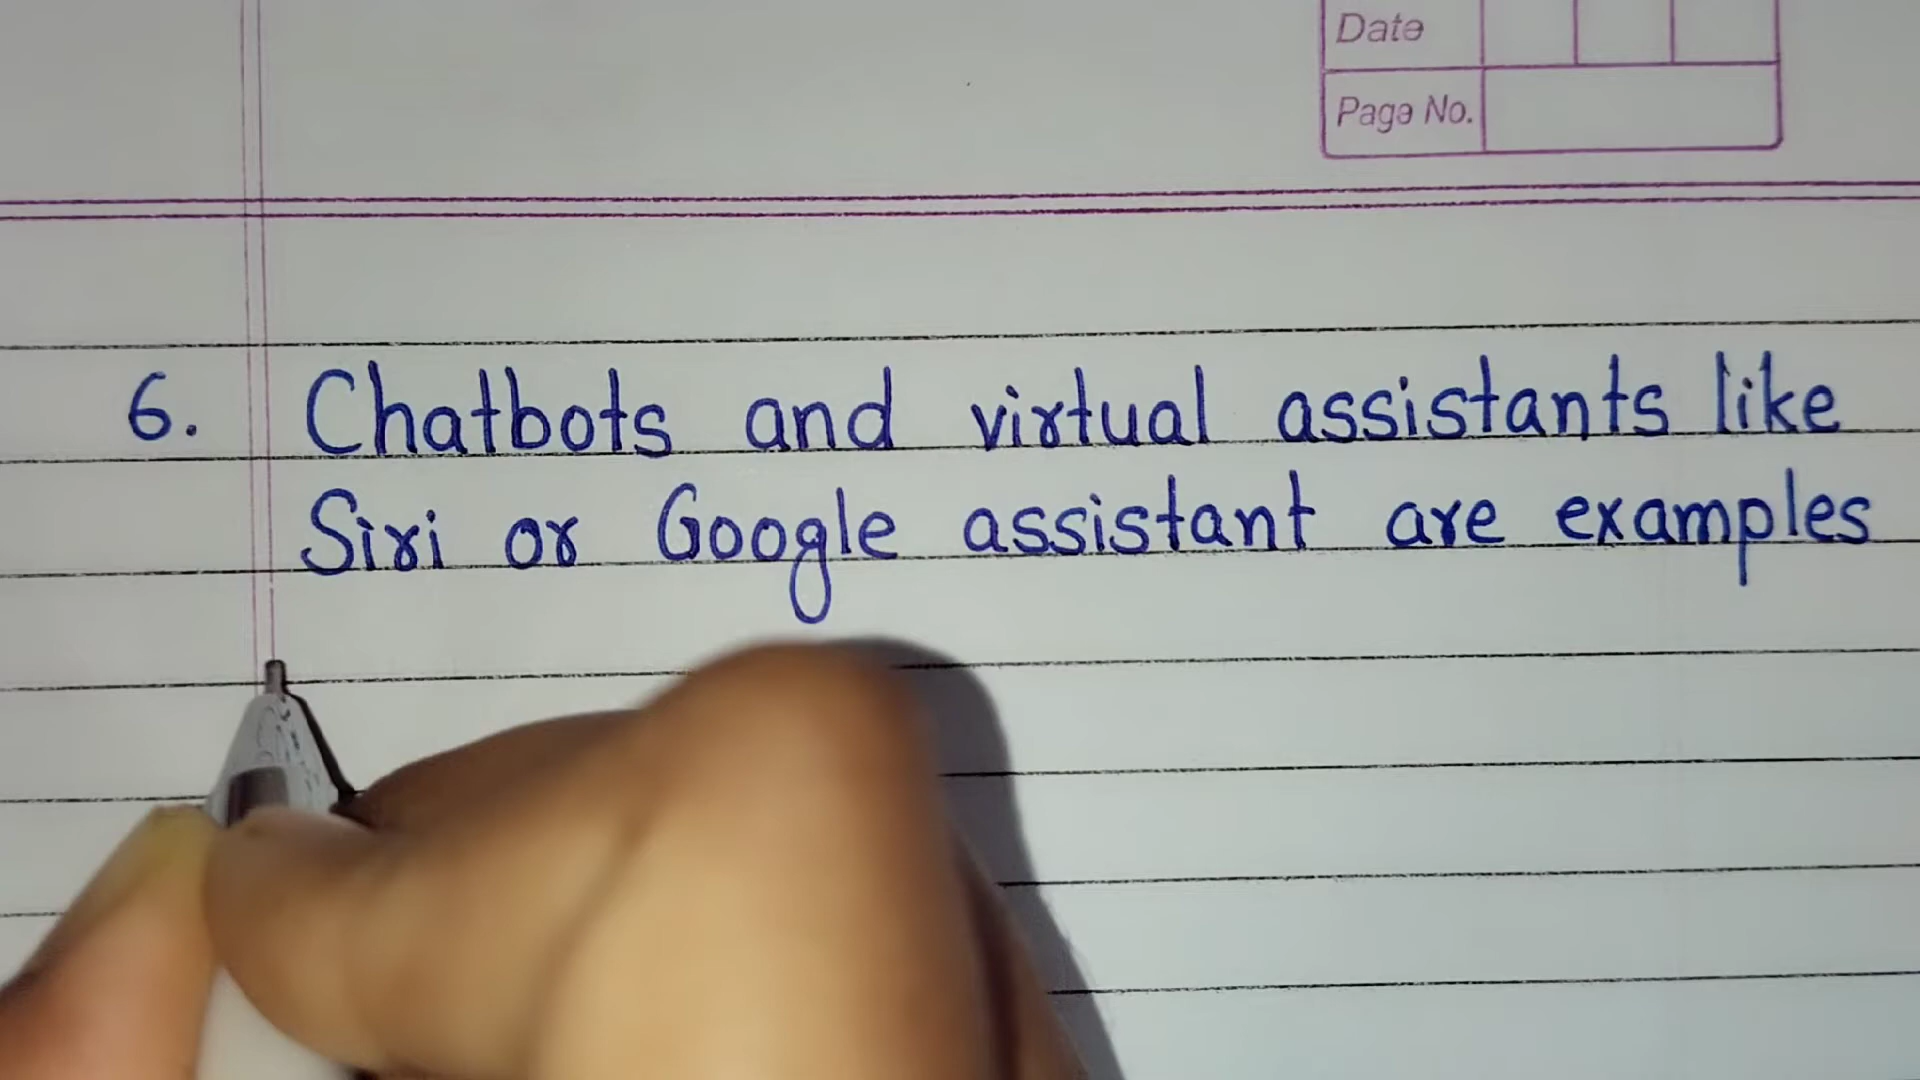 Date
Page No.
6. Chatbots and virtual assistants like
Siri or Google assistant are examples